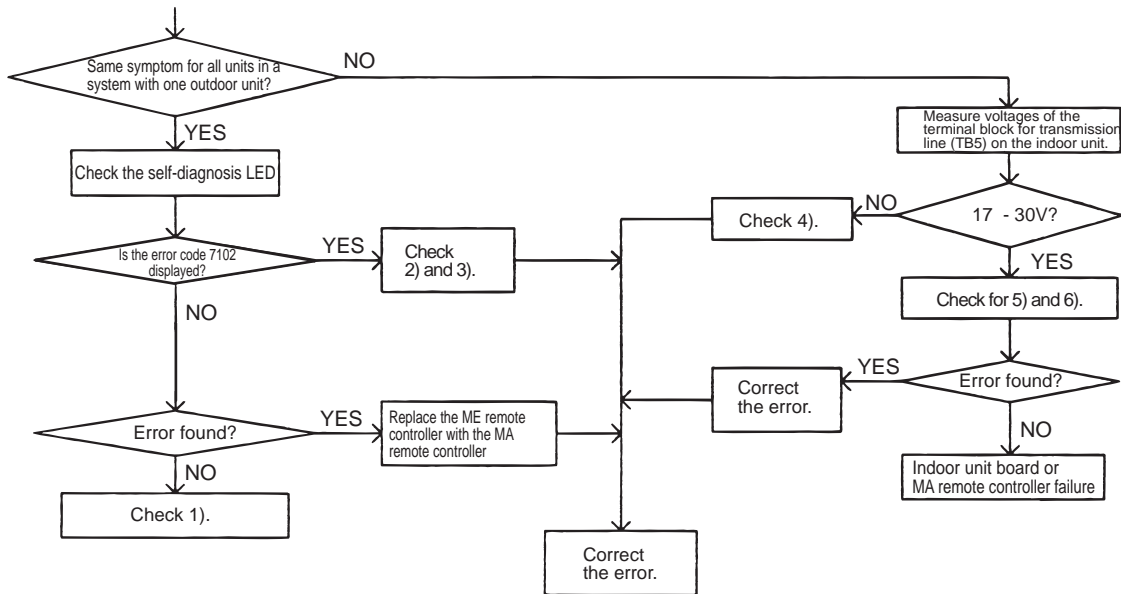 Same symptom for all units in a
system with one outdoor unit?
NO
YES
Measure voltages of the
terminal block for transmission
line (TB5) on the indoor unit.
Check the self-diagnosis LED
17 - 30V?
NO
Check 4).
YES
Is the error code 7102
displayed?
YES
Check
2) and 3).
NO
Check for 5) and 6).
Error found?
YES
Correct
the error.
NO
Indoor unit board or
MA remote controller failure
Error found?
YES
Replace the ME remote
controller with the MA
remote controller
NO
Check 1).
Correct
the error.